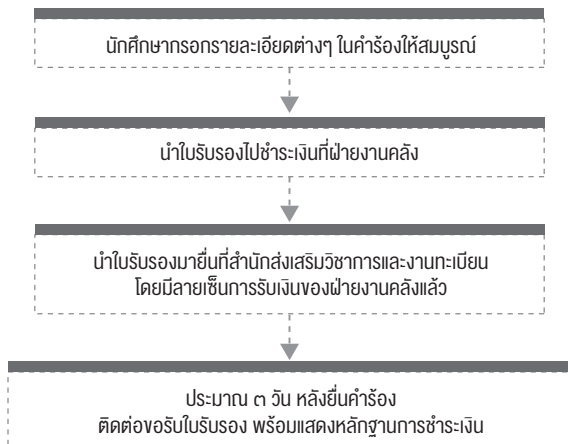 นักศึกษากรอกรายละเอียดต่างๆ ในคำร้องให้สมบูรณ์
นำใบรับรองไปชำระเงินที่ฝ่ายงานคลัง
นำใบรับรองมายื่นที่สำนักส่งเสริมวิชาการและงานทะเบียน
โดยมีลายเซ็นการรับเงินของฝ่ายงานคลังแล้ว
ประมาณ ๓ วัน หลังยื่นคำร้อง
ติดต่อขอรับใบรับรอง พร้อมแสดงหลักฐานการชำระเงิน